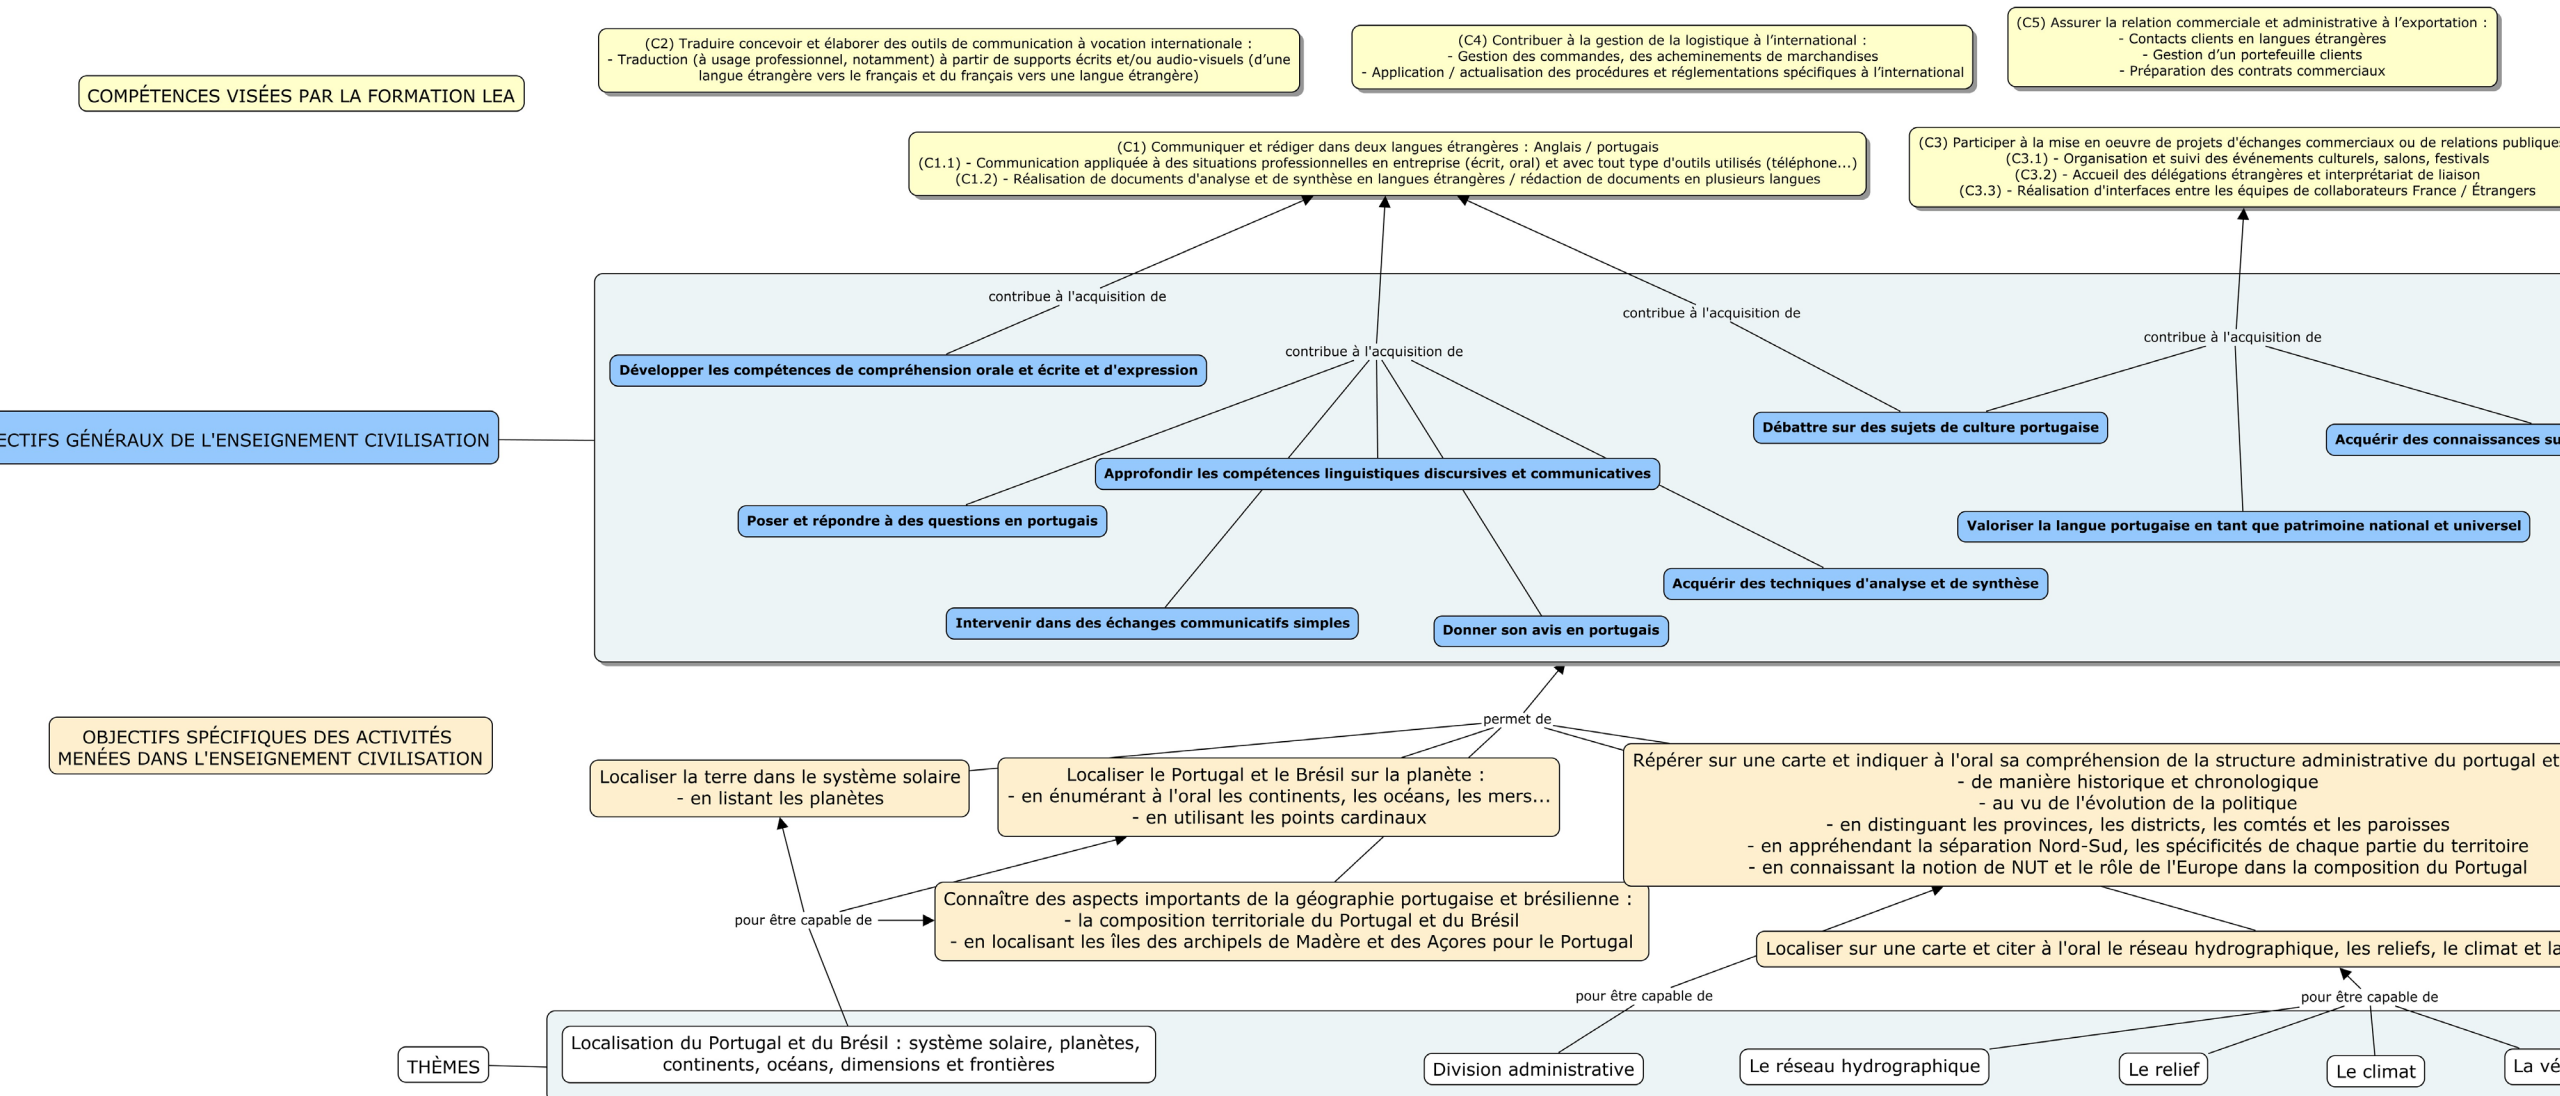 (C5) Assurer la relation commerciale et administrative à l’exportation :
- Contacts clients en langues étrangères
- Gestion d’un portefeuille clients
- Préparation des contrats commerciaux
(C2) Traduire concevoir et élaborer des outils de communication à vocation internationale :
- Traduction (à usage professionnel, notamment) à partir de supports écrits et/ou audio-visuels (d’une
langue étrangère vers le français et du français vers une langue étrangère)
(C4) Contribuer à la gestion de la logistique à l’international :
- Gestion des commandes, des acheminements de marchandises
- Application / actualisation des procédures et réglementations spécifiques à l’international
COMPÉTENCES VISÉES PAR LA FORMATION LEA
(C1) Communiquer et rédiger dans deux langues étrangères : Anglais / portugais
(C1.1) - Communication appliquée à des situations professionnelles en entreprise (écrit, oral) et avec tout type d'outils utilisés (téléphone...)
(C1.2) - Réalisation de documents d'analyse et de synthèse en langues étrangères / rédaction de documents en plusieurs langues
(C3) Participer à la mise en oeuvre de projets d'échanges commerciaux ou de relations publiques
(C3.1) - Organisation et suivi des événements culturels, salons, festivals
(C3.2) - Accueil des délégations étrangères et interprétariat de liaison
(C3.3) - Réalisation d'interfaces entre les équipes de collaborateurs France / Étrangers
contribue à l'acquisition de
contribue à l'acquisition de
contribue à l'acquisition de
contribue à l'acquisition de
Développer les compétences de compréhension orale et écrite et d'expression
Débattre sur des sujets de culture portugaise
ECTIFS GÉNÉRAUX DE L'ENSEIGNEMENT CIVILISATION
Acquérir des connaissances su
Approfondir les compétences linguistiques discursives et communicatives
Poser et répondre à des questions en portugais
Valoriser la langue portugaise en tant que patrimoine national et universel
Acquérir des techniques d'analyse et de synthèse
Intervenir dans des échanges communicatifs simples
Donner son avis en portugais
permet de
OBJECTIFS SPÉCIFIQUES DES ACTIVITÉS
MENÉES DANS L'ENSEIGNEMENT CIVILISATION
Localiser la terre dans le système solaire
- en listant les planètes
Localiser le Portugal et le Brésil sur la planète :
- en énumérant à l'oral les continents, les océans, les mers...
- en utilisant les points cardinaux
Répérer sur une carte et indiquer à l'oral sa compréhension de la structure administrative du portugal et
- de manière historique et chronologique
- au vu de l'évolution de la politique
- en distinguant les provinces, les districts, les comtés et les paroisses
- en appréhendant la séparation Nord-Sud, les spécificités de chaque partie du territoire
- en connaissant la notion de NUT et le rôle de l'Europe dans la composition du Portugal
pour être capable de
Connaître des aspects importants de la géographie portugaise et brésilienne :
- la composition territoriale du Portugal et du Brésil
- en localisant les îles des archipels de Madère et des Açores pour le Portugal
Localiser sur une carte et citer à l'oral le réseau hydrographique, les reliefs, le climat et la
pour être capable de
pour être capable de
THÈMES
Localisation du Portugal et du Brésil : système solaire, planètes,
continents, océans, dimensions et frontières
Division administrative
Le réseau hydrographique
Le relief
Le climat
La vé